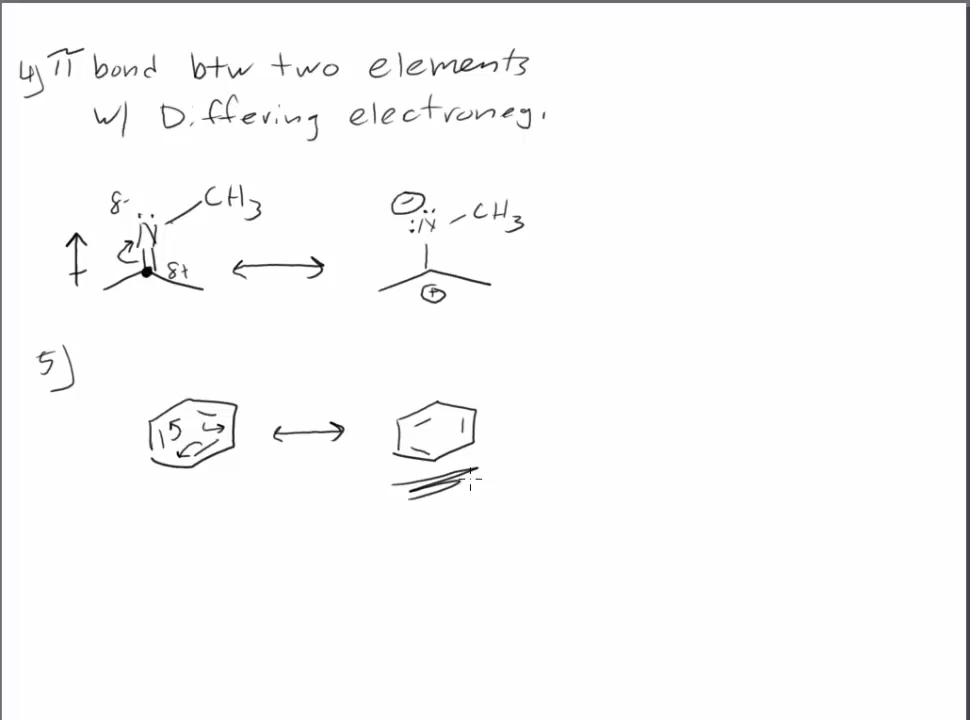 4) π bond btw two elements
w/ Differing electroneg.
δ- :N CH3
δ+
⊖ :N: CH3
⊕
5)